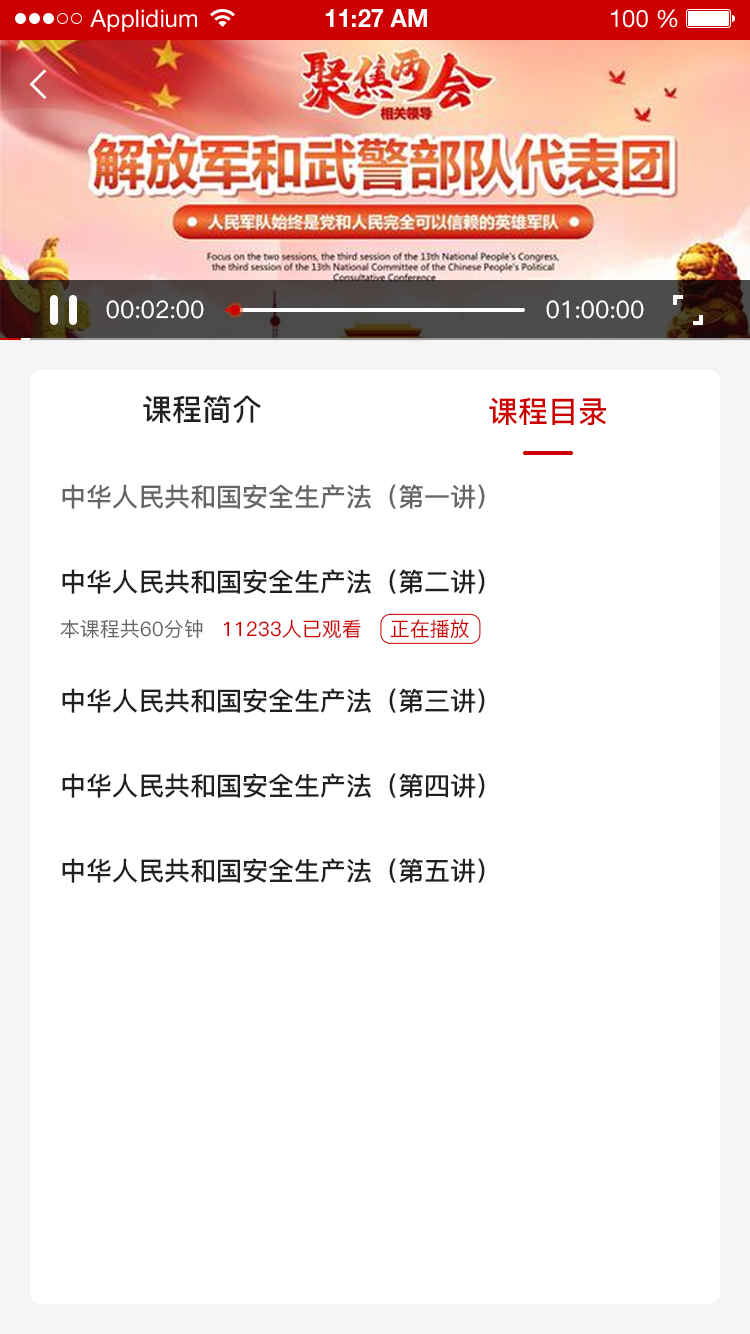 Applidium 11:27 AM 100 %
聚焦两会
相关领导
解放军和武警部队代表团
人民军队始终是党和人民完全可以信赖的英雄军队
Focus on the two sessions, the third session of the 13th National People's Congress,
the third session of the 13th National Committee of the Chinese People's Political
Consultative Conference
00:02:00 01:00:00
课程简介 课程目录
中华人民共和国安全生产法（第一讲）
中华人民共和国安全生产法（第二讲）
本课程共60分钟 11233人已观看 正在播放
中华人民共和国安全生产法（第三讲）
中华人民共和国安全生产法（第四讲）
中华人民共和国安全生产法（第五讲）